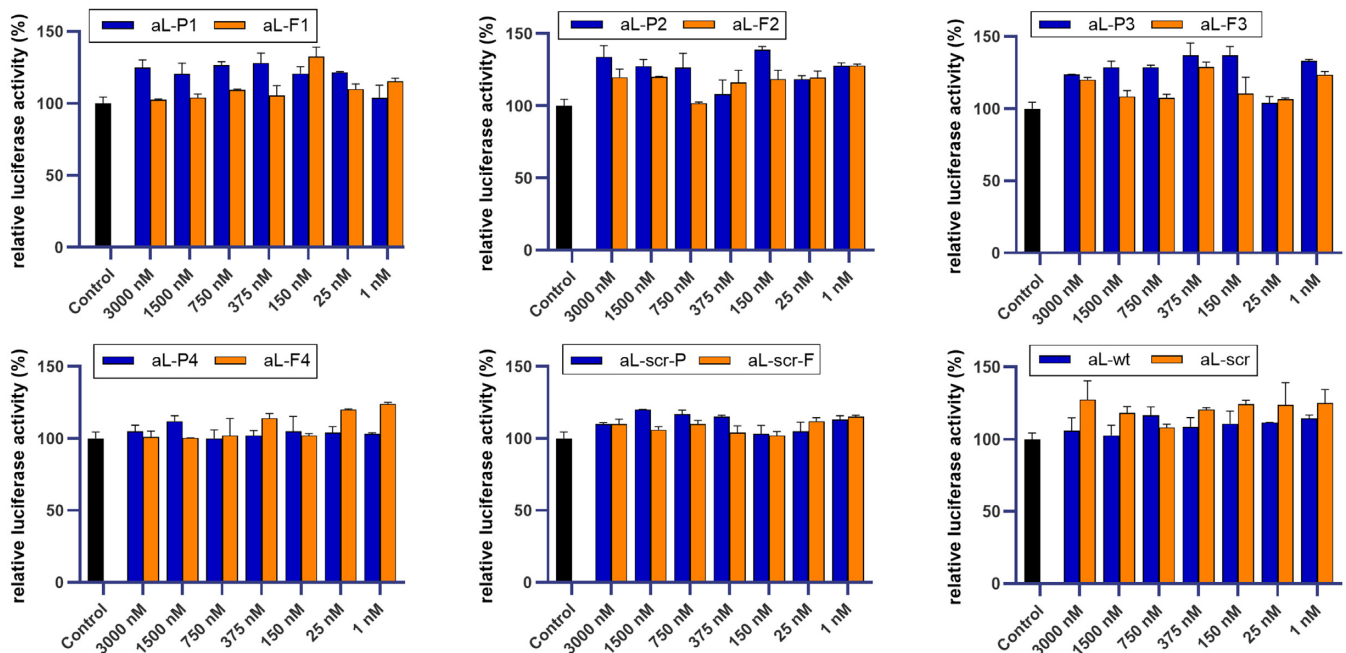 aL-P1 aL-F1
relative luciferase activity (%)
150
100
50
0
Control 3000 nM 1500 nM 750 nM 375 nM 150 nM 25 nM 1 nM
aL-P2 aL-F2
relative luciferase activity (%)
150
100
50
0
Control 3000 nM 1500 nM 750 nM 375 nM 150 nM 25 nM 1 nM
aL-P3 aL-F3
relative luciferase activity (%)
150
100
50
0
Control 3000 nM 1500 nM 750 nM 375 nM 150 nM 25 nM 1 nM
aL-P4 aL-F4
relative luciferase activity (%)
150
100
50
0
Control 3000 nM 1500 nM 750 nM 375 nM 150 nM 25 nM 1 nM
aL-scr-P aL-scr-F
relative luciferase activity (%)
150
100
50
0
Control 3000 nM 1500 nM 750 nM 375 nM 150 nM 25 nM 1 nM
aL-wt aL-scr
relative luciferase activity (%)
150
100
50
0
Control 3000 nM 1500 nM 750 nM 375 nM 150 nM 25 nM 1 nM